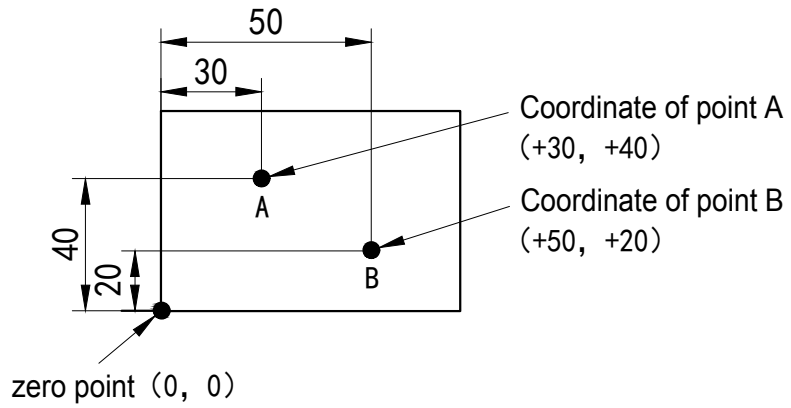 50
30
Coordinate of point A
（+30, +40）
A
Coordinate of point B
（+50, +20）
40
20
B
zero point（0, 0）